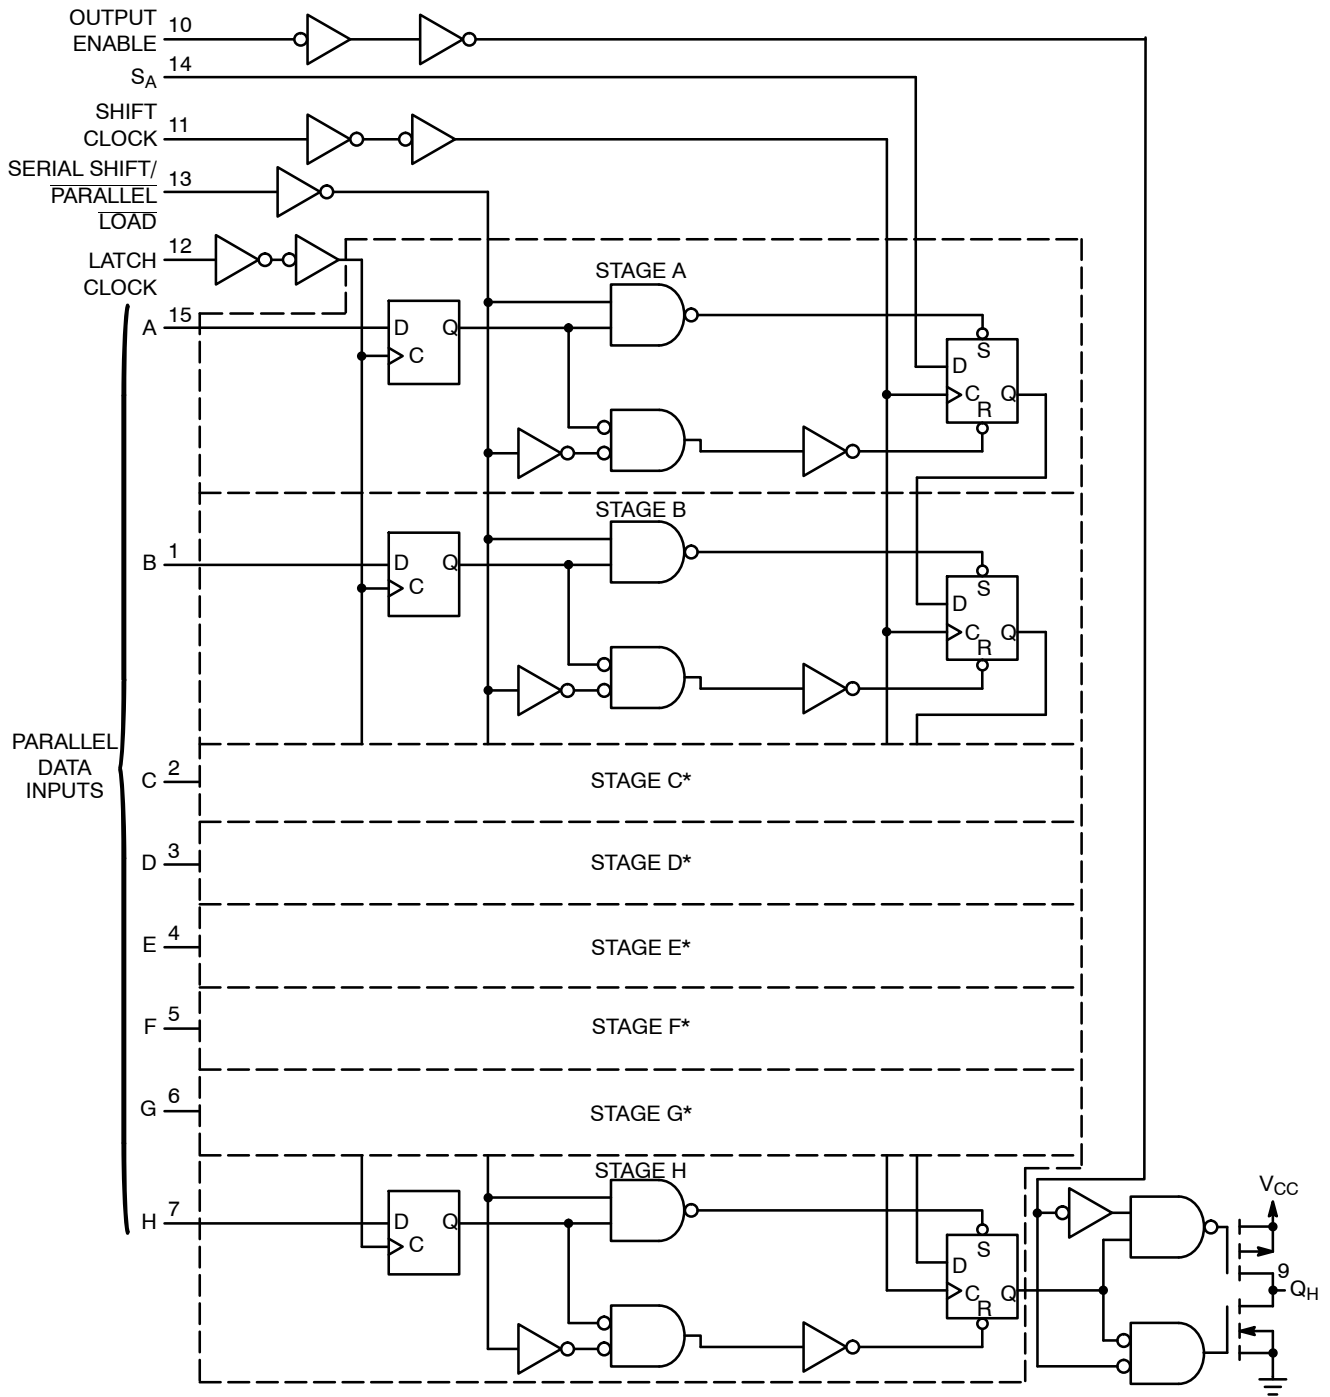 OUTPUT
ENABLE 10
SA 14
SHIFT
CLOCK 11
SERIAL SHIFT/
PARALLEL 13
LOAD
LATCH 12
CLOCK
STAGE A
A 15
D Q
C
S
D
C Q
R
STAGE B
B 1
D Q
C
S
D
C Q
R
PARALLEL
DATA
INPUTS
C 2
STAGE C*
D 3
STAGE D*
E 4
STAGE E*
F 5
STAGE F*
G 6
STAGE G*
STAGE H
H 7
D Q
C
S
D
C Q
R
VCC
9
QH